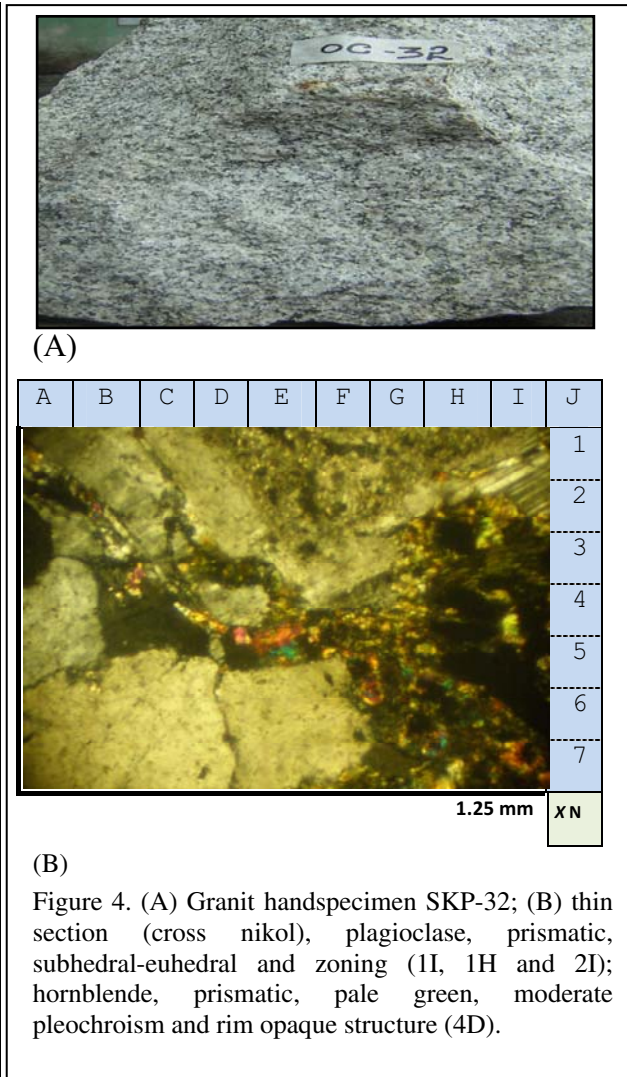 OC-32
(A)
A B C D E F G H I J
1
2
3
4
5
6
7
1.25 mm XN
(B)
Figure 4. (A) Granit handspecimen SKP-32; (B) thin
section (cross nikol), plagioclase, prismatic,
subhedral-euhedral and zoning (1I, 1H and 2I);
hornblende, prismatic, pale green, moderate
pleochroism and rim opaque structure (4D).